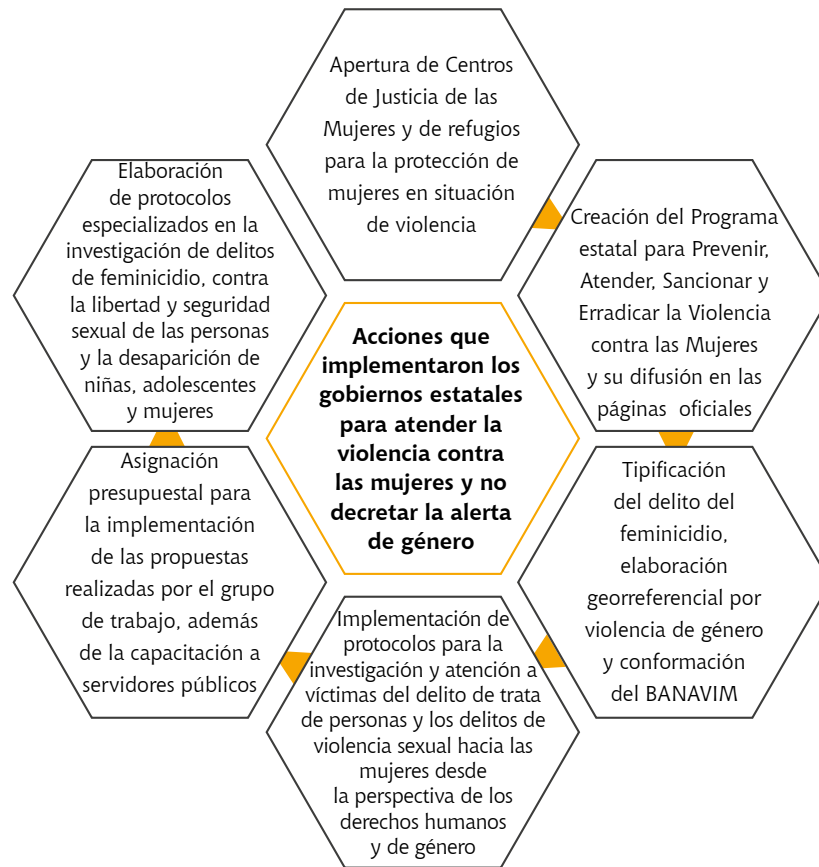 Apertura de Centros
de Justicia de las
Mujeres y de refugios
para la protección de
mujeres en situación
de violencia
Creación del Programa
estatal para Prevenir,
Atender, Sancionar y
Erradicar la Violencia
contra las Mujeres
y su difusión en las
páginas oficiales
Tipificación
del delito del
feminicidio,
elaboración
georreferencial por
violencia de género
y conformación
del BANAVIM
Implementación de
protocolos para la
investigación y atención a
víctimas del delito de trata
de personas y los delitos de
violencia sexual hacia las
mujeres desde
la perspectiva de los
derechos humanos
y de género
Asignación
presupuestal para
la implementación
de las propuestas
realizadas por el grupo
de trabajo, además
de la capacitación a
servidores públicos
Elaboración
de protocolos
especializados en la
investigación de delitos
de feminicidio, contra
la libertad y seguridad
sexual de las personas
y la desaparición de
niñas, adolescentes
y mujeres
Acciones que
implementaron los
gobiernos estatales
para atender la
violencia contra
las mujeres y no
decretar la alerta
de género